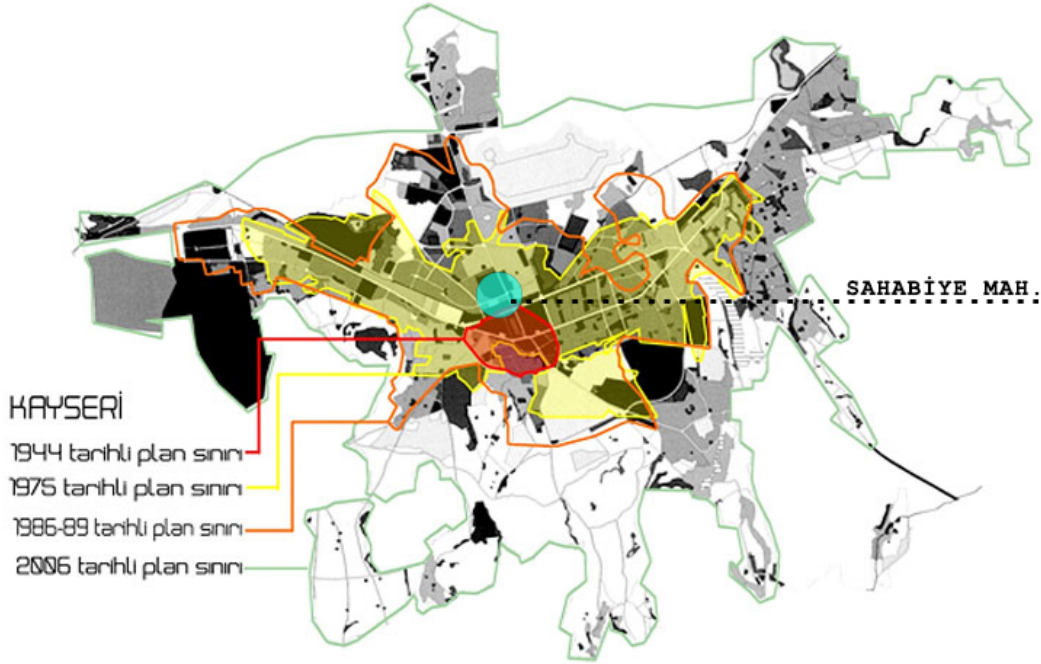 SAHABİYE MAH.
KAYSERİ
1944 tarihli plan sınırı
1975 tarihli plan sınırı
1986-89 tarihli plan sınırı
2006 tarihli plan sınırı